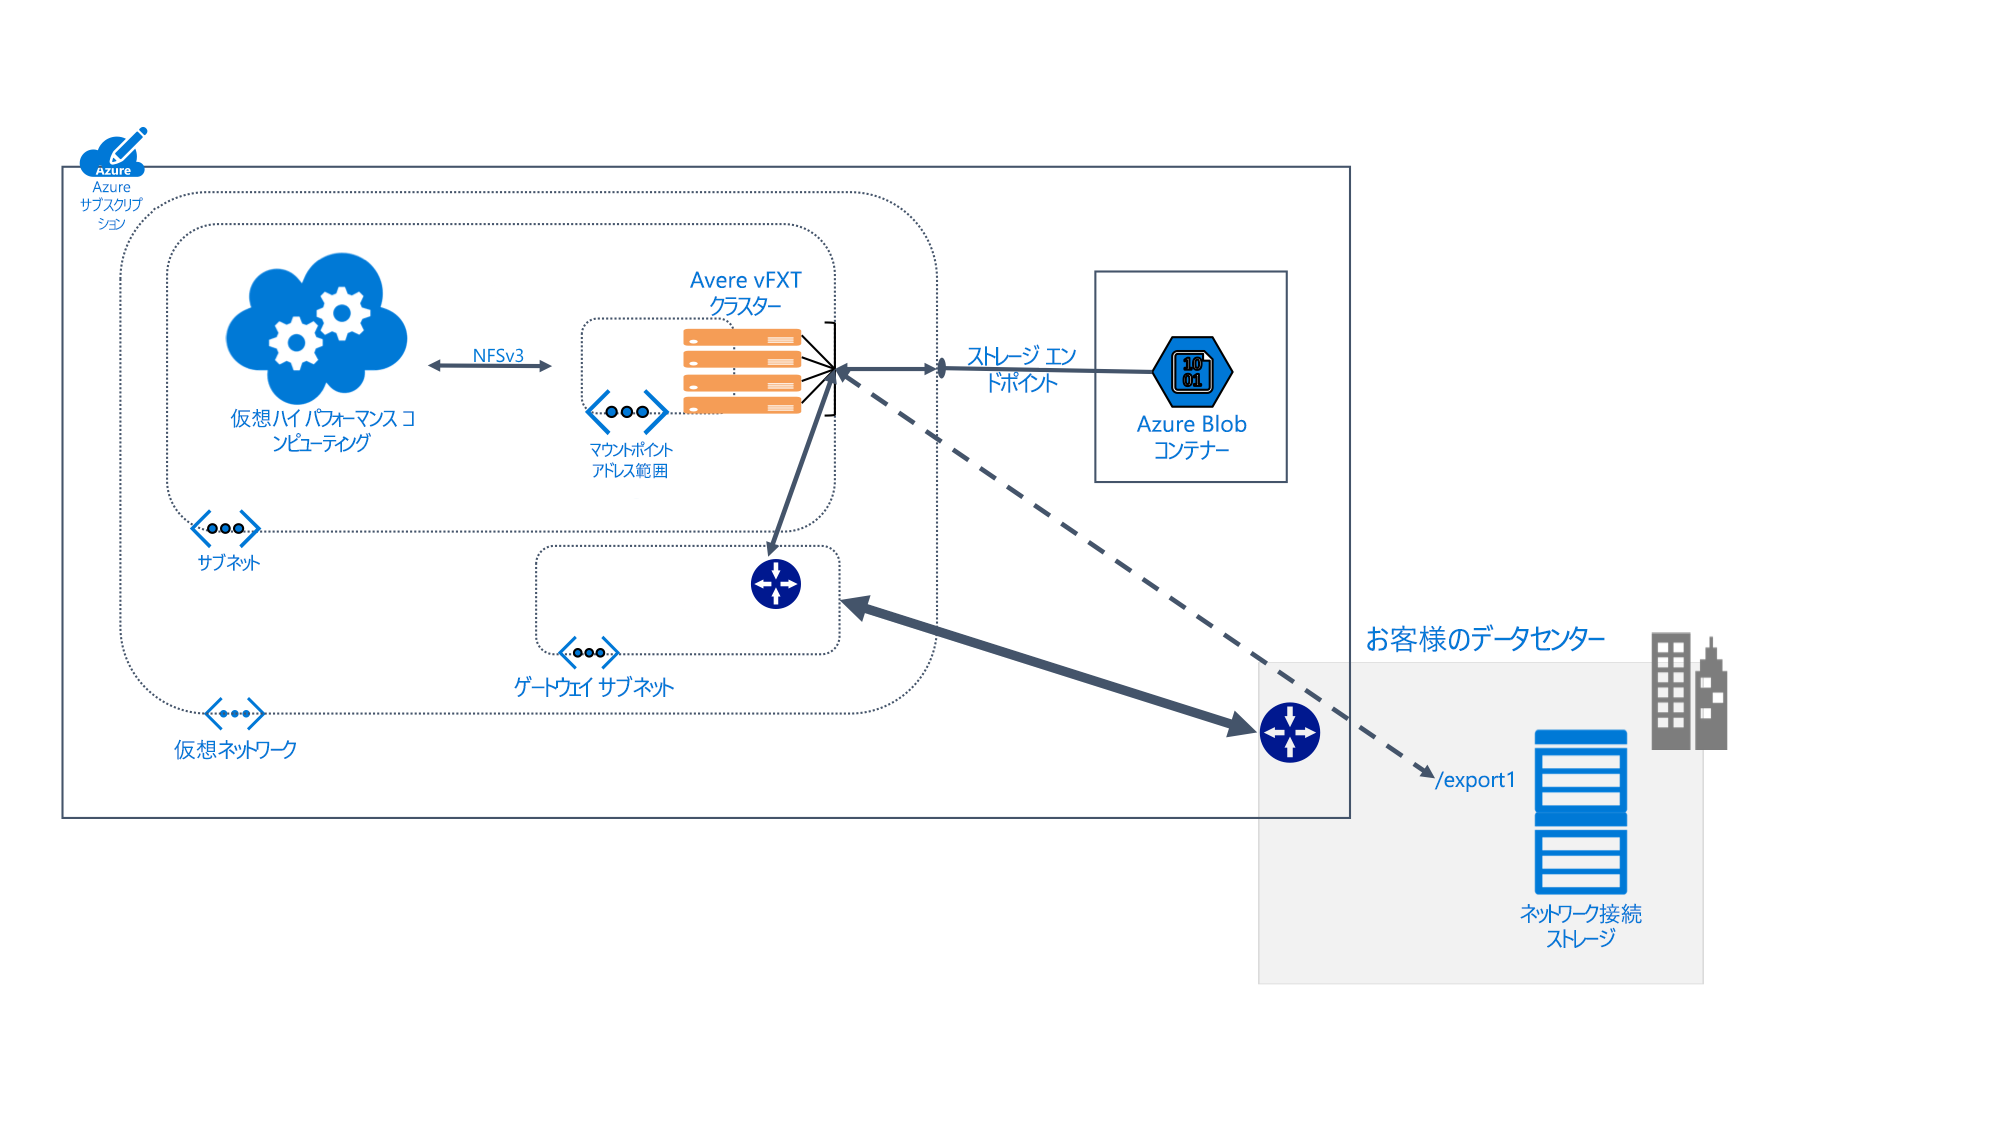 Azure
Azure
サブスクリプ
ション
Avere vFXT
クラスター
NFSv3
仮想ハイ パフォーマンス コ
ンピューティング
マウントポイント
アドレス範囲
ストレージ エン
ドポイント
10
01
Azure Blob
コンテナー
サブネット
ゲートウェイ サブネット
仮想ネットワーク
お客様のデータセンター
/export1
ネットワーク接続
ストレージ